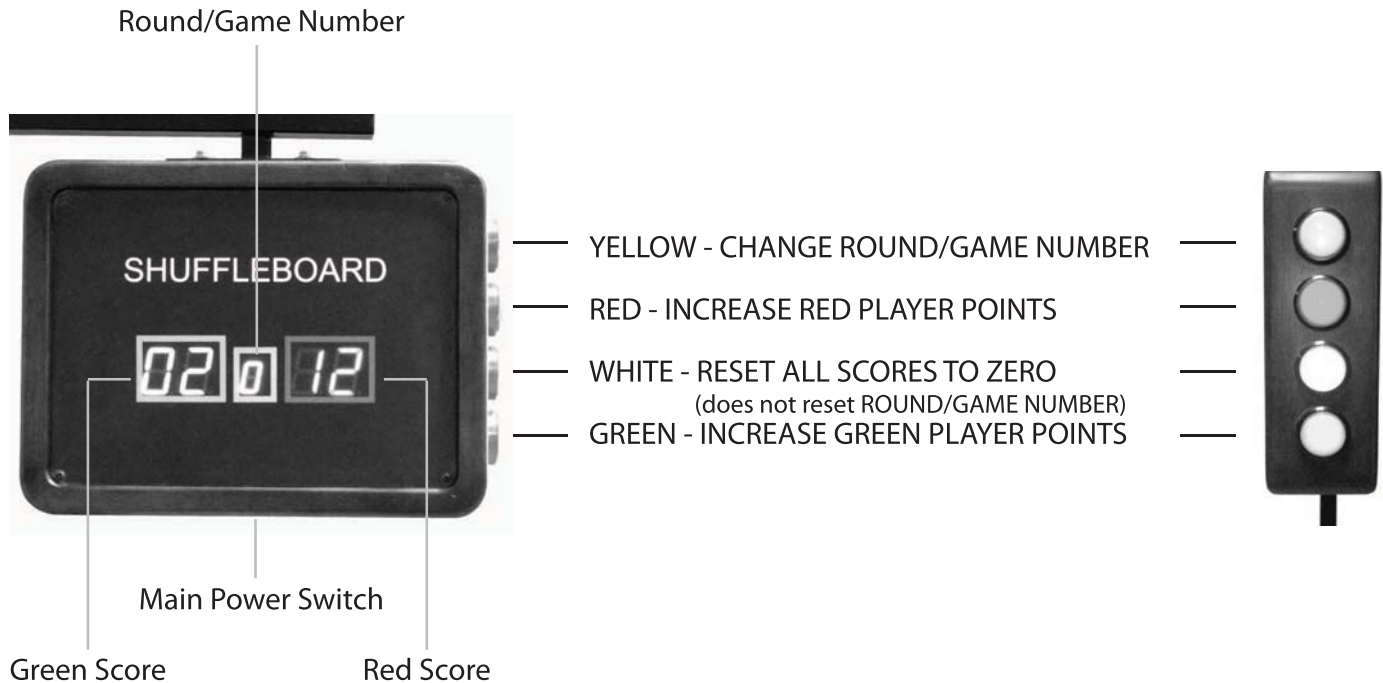 Round/Game Number
SHUFFLEBOARD
02 0 12
YELLOW - CHANGE ROUND/GAME NUMBER
RED - INCREASE RED PLAYER POINTS
WHITE - RESET ALL SCORES TO ZERO
(does not reset ROUND/GAME NUMBER)
GREEN - INCREASE GREEN PLAYER POINTS
Main Power Switch
Green Score
Red Score